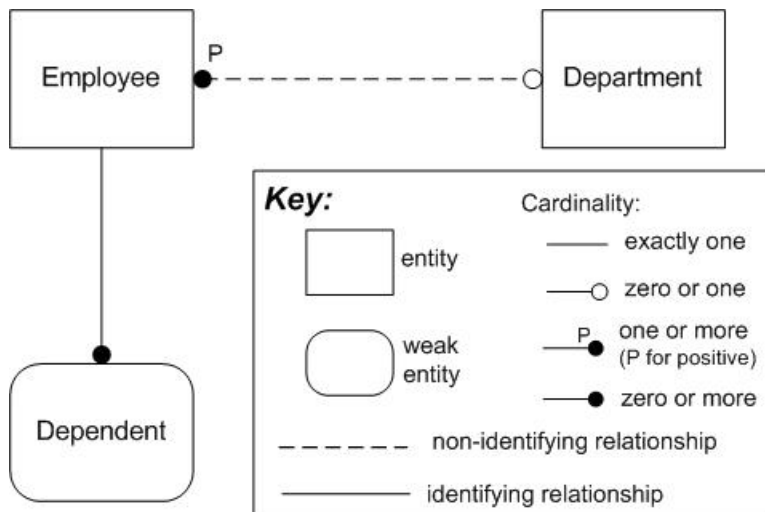 P
Employee
Department
Key:
Cardinality:
exactly one
entity
zero or one
P one or more
(P for positive)
weak
entity
zero or more
Dependent
non-identifying relationship
identifying relationship